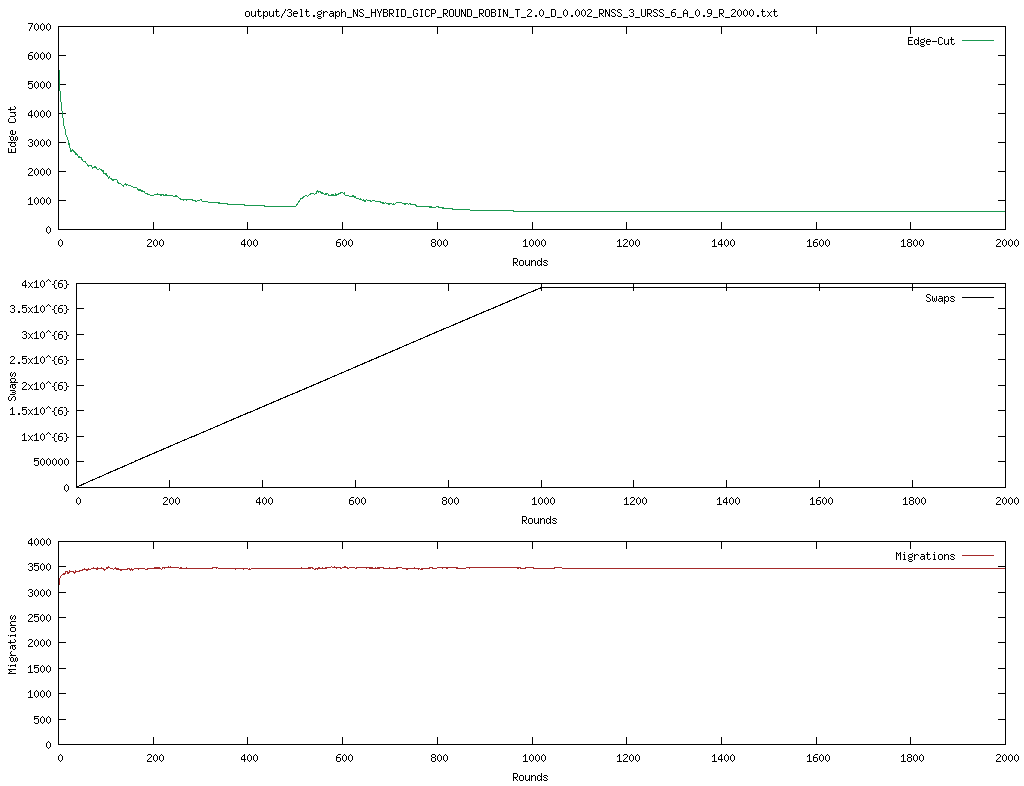 output/3elt.graph_NS_HYBRID_GICP_ROUND_ROBIN_T_2.0_D_0.002_RNSS_3_URSS_6_A_0.9_R_2000.txt
Edge-Cut
Edge Cut
7000
6000
5000
4000
3000
2000
1000
0
0 200 400 600 800 1000 1200 1400 1600 1800 2000
Rounds
Swaps
Swaps
4x10^{6}
3.5x10^{6}
3x10^{6}
2.5x10^{6}
2x10^{6}
1.5x10^{6}
1x10^{6}
500000
0
0 200 400 600 800 1000 1200 1400 1600 1800 2000
Rounds
Migrations
Migrations
4000
3500
3000
2500
2000
1500
1000
500
0
0 200 400 600 800 1000 1200 1400 1600 1800 2000
Rounds